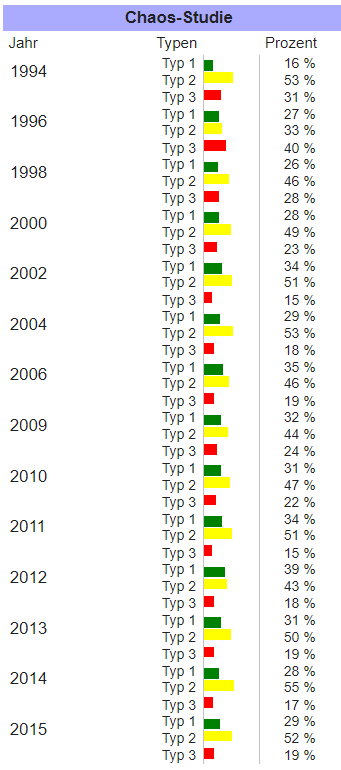 Chaos-Studie
Jahr Typen Prozent
1994 Typ 1 16 %
Typ 2 53 %
Typ 3 31 %
1996 Typ 1 27 %
Typ 2 33 %
Typ 3 40 %
1998 Typ 1 26 %
Typ 2 46 %
Typ 3 28 %
2000 Typ 1 28 %
Typ 2 49 %
Typ 3 23 %
2002 Typ 1 34 %
Typ 2 51 %
Typ 3 15 %
2004 Typ 1 29 %
Typ 2 53 %
Typ 3 18 %
2006 Typ 1 35 %
Typ 2 46 %
Typ 3 19 %
2009 Typ 1 32 %
Typ 2 44 %
Typ 3 24 %
2010 Typ 1 31 %
Typ 2 47 %
Typ 3 22 %
2011 Typ 1 34 %
Typ 2 51 %
Typ 3 15 %
2012 Typ 1 39 %
Typ 2 43 %
Typ 3 18 %
2013 Typ 1 31 %
Typ 2 50 %
Typ 3 19 %
2014 Typ 1 28 %
Typ 2 55 %
Typ 3 17 %
2015 Typ 1 29 %
Typ 2 52 %
Typ 3 19 %